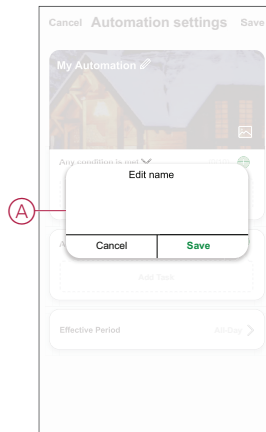 Cancel Automation settings Save
My Automation
Any condition is met
Edit name
A
Cancel Save
Add Task
Effective Period All-Day